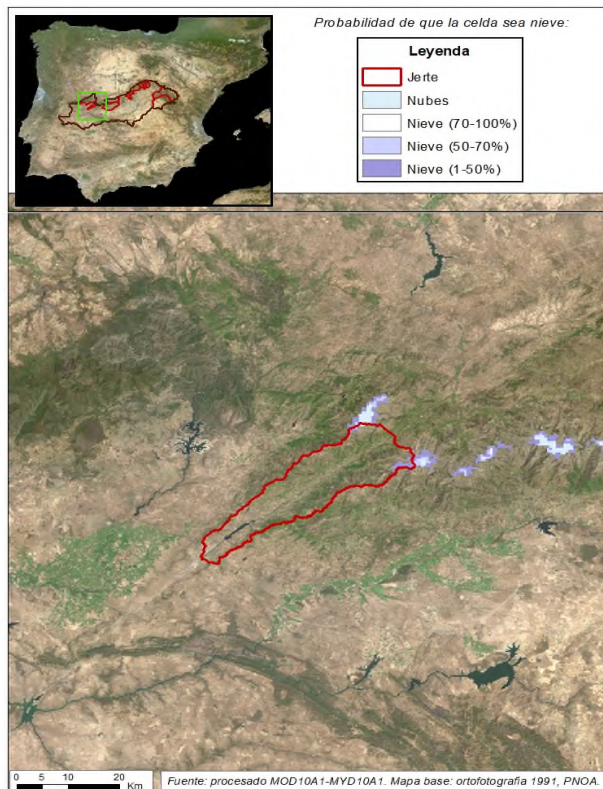 Probabilidad de que la celda sea nieve:
Leyenda
Jerte
Nubes
Nieve (70-100%)
Nieve (50-70%)
Nieve (1-50%)
0 5 10 20
Km
Fuente: procesado MOD10A1-MYD10A1. Mapa base: ortofotografía 1991, PNOA.